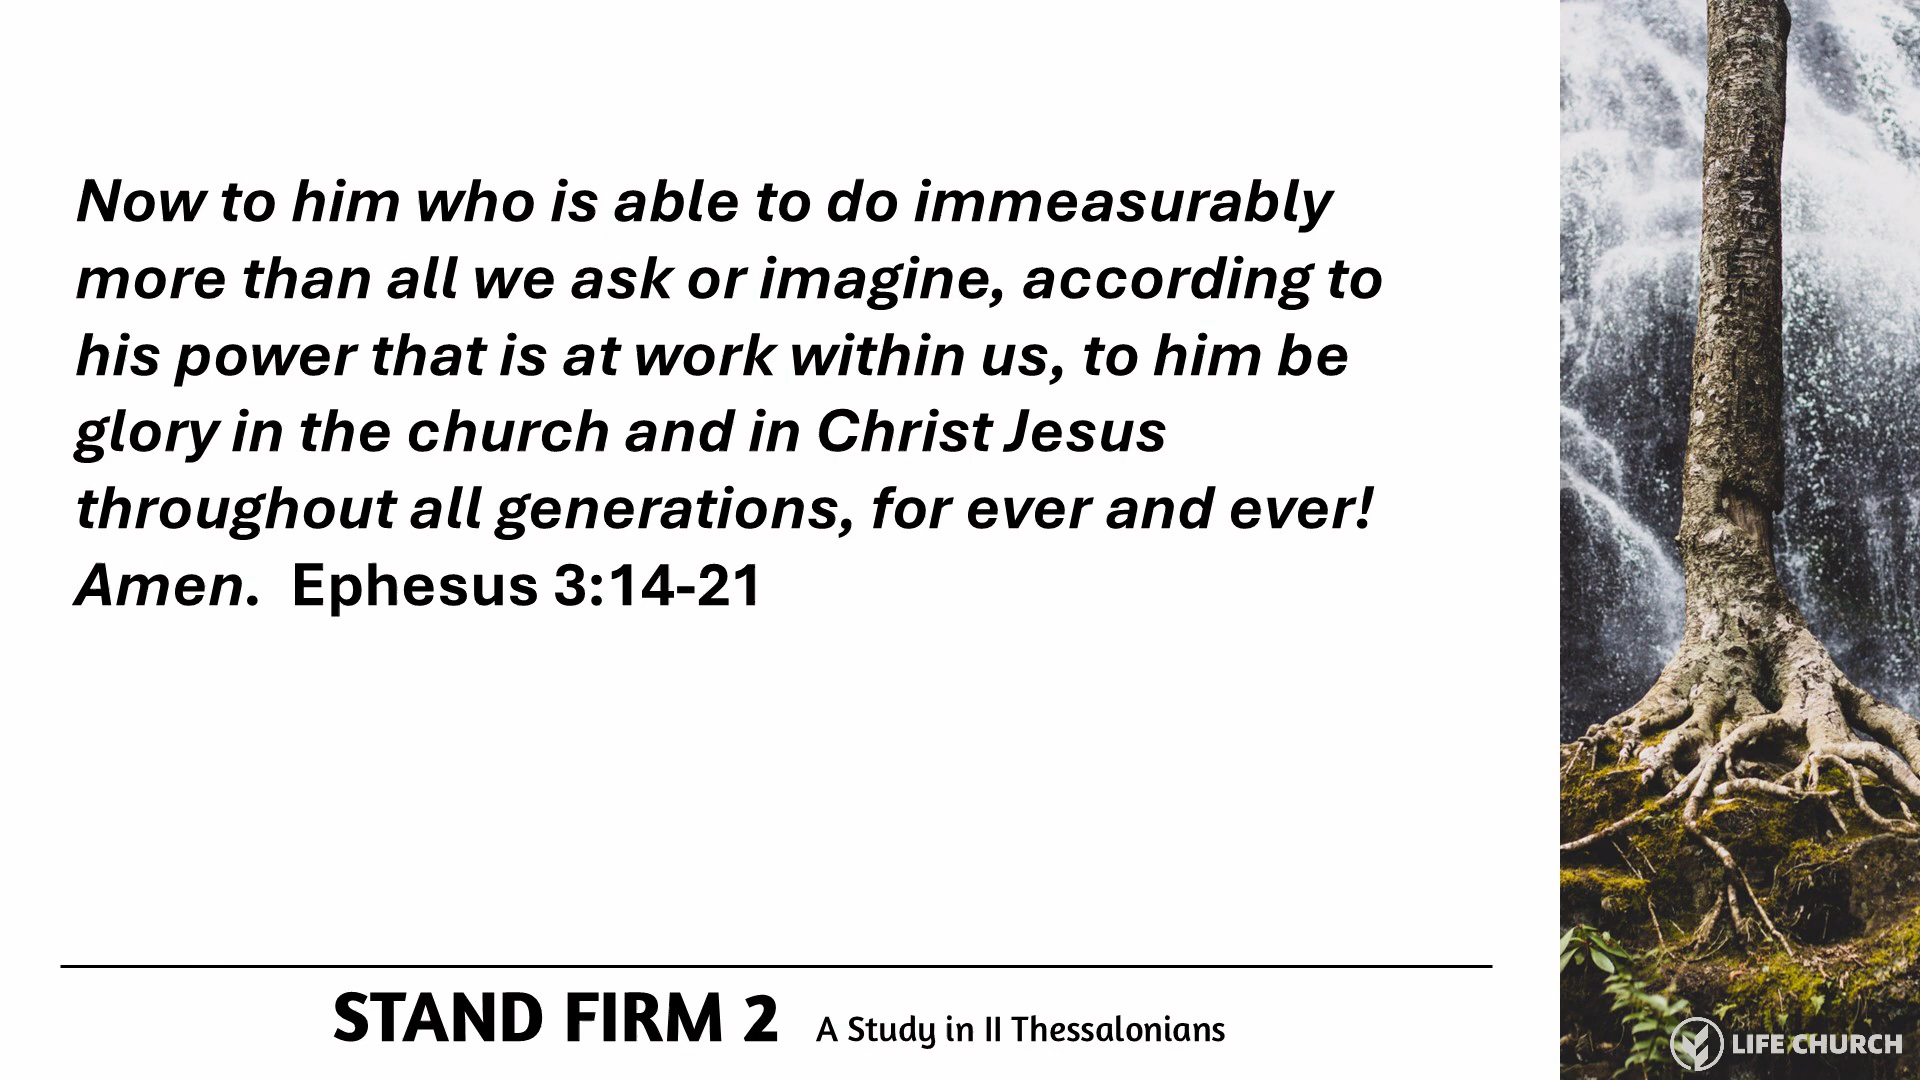 Now to him who is able to do immeasurably
more than all we ask or imagine, according to
his power that is at work within us, to him be
glory in the church and in Christ Jesus
throughout all generations, for ever and ever!
Amen.  Ephesus 3:14-21
STAND FIRM 2 A Study in II Thessalonians
LIFE CHURCH